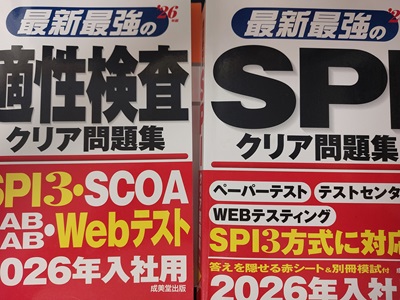 最新最強の '26
適性検査
クリア問題集
SPI3・SCOA
AB・Webテスト
AB
2026年入社用
成美堂出版
最新最強の
SPI
クリア問題集
ペーパーテスト テストセンタ
WEBテスティング
SPI3方式に対応
答えを隠せる赤シート&別冊模試付
2026年入社